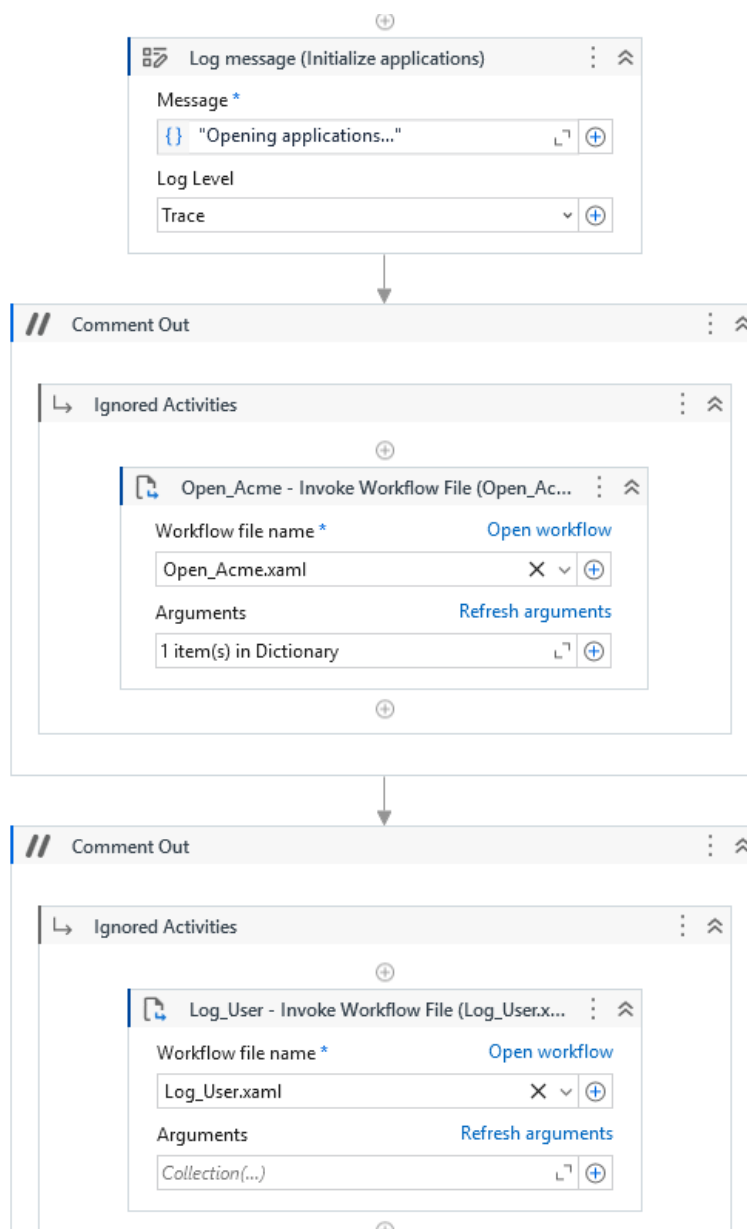 Log message (Initialize applications)
Message *
{} "Opening applications..."
Log Level
Trace
// Comment Out
Ignored Activities
Open_Acme - Invoke Workflow File (Open_Ac...
Workflow file name * Open workflow
Open_Acme.xaml
Arguments Refresh arguments
1 item(s) in Dictionary
// Comment Out
Ignored Activities
Log_User - Invoke Workflow File (Log_User.x...
Workflow file name * Open workflow
Log_User.xaml
Arguments Refresh arguments
Collection(...)